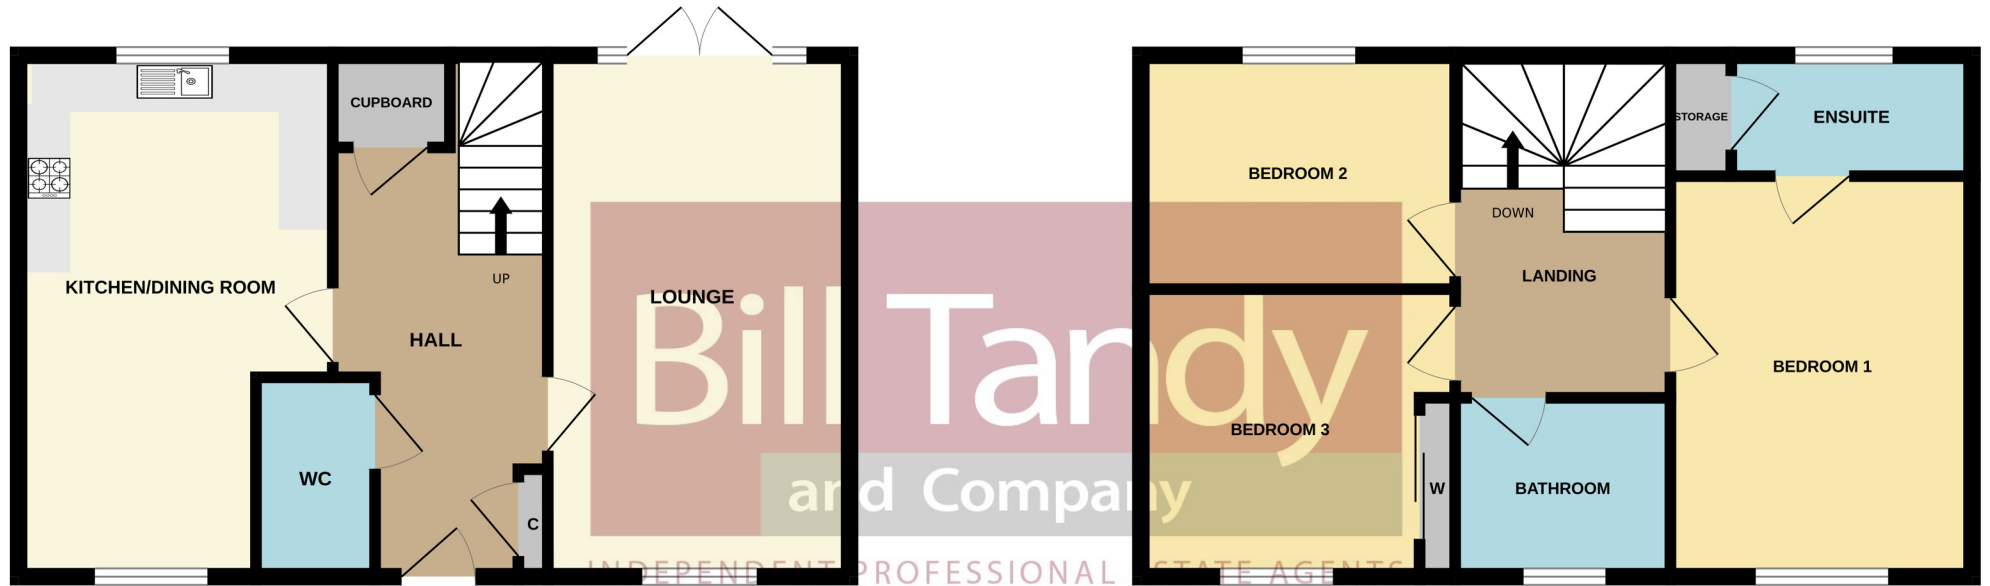 CUPBOARD
KITCHEN/DINING ROOM
UP
HALL
WC
C
LOUNGE
BEDROOM 2
DOWN
LANDING
STORAGE
ENSUITE
BEDROOM 1
BEDROOM 3
W
BATHROOM
Bill Tandy
and Company
INDEPENDENT PROFESSIONAL ESTATE AGENTS